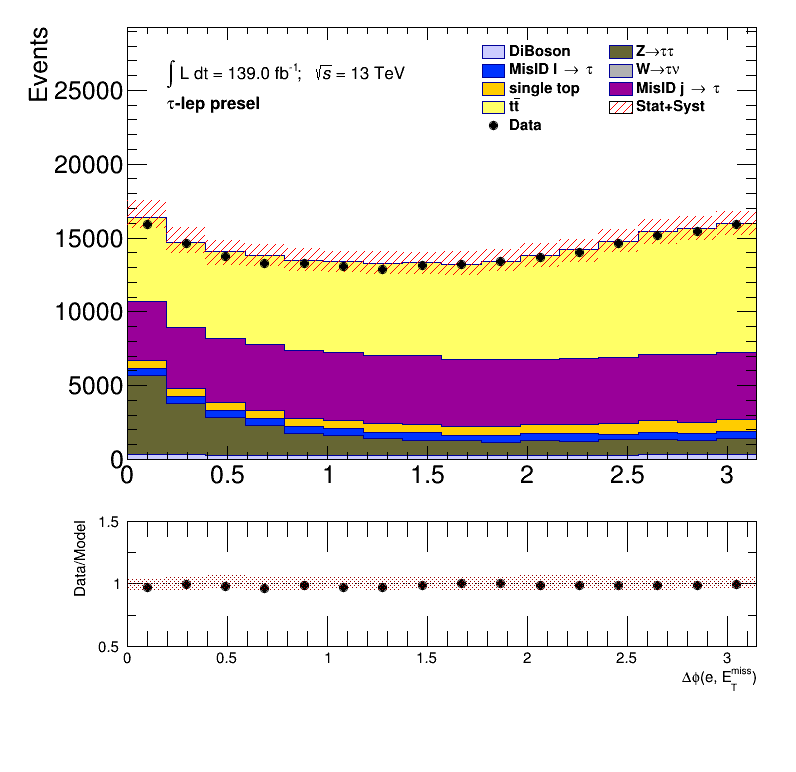 Events
25000
20000
15000
10000
5000
0
∫ L dt = 139.0 fb⁻¹; √s = 13 TeV
τ-lep presel
DiBoson
Z→ττ
MisID l → τ
W→τν
single top
MisID j → τ
tt̄
Stat+Syst
Data
0 0.5 1 1.5 2 2.5 3
Data/Model
1.5
1
0.5
0 0.5 1 1.5 2 2.5 3
Δϕ(e, E_T^miss)